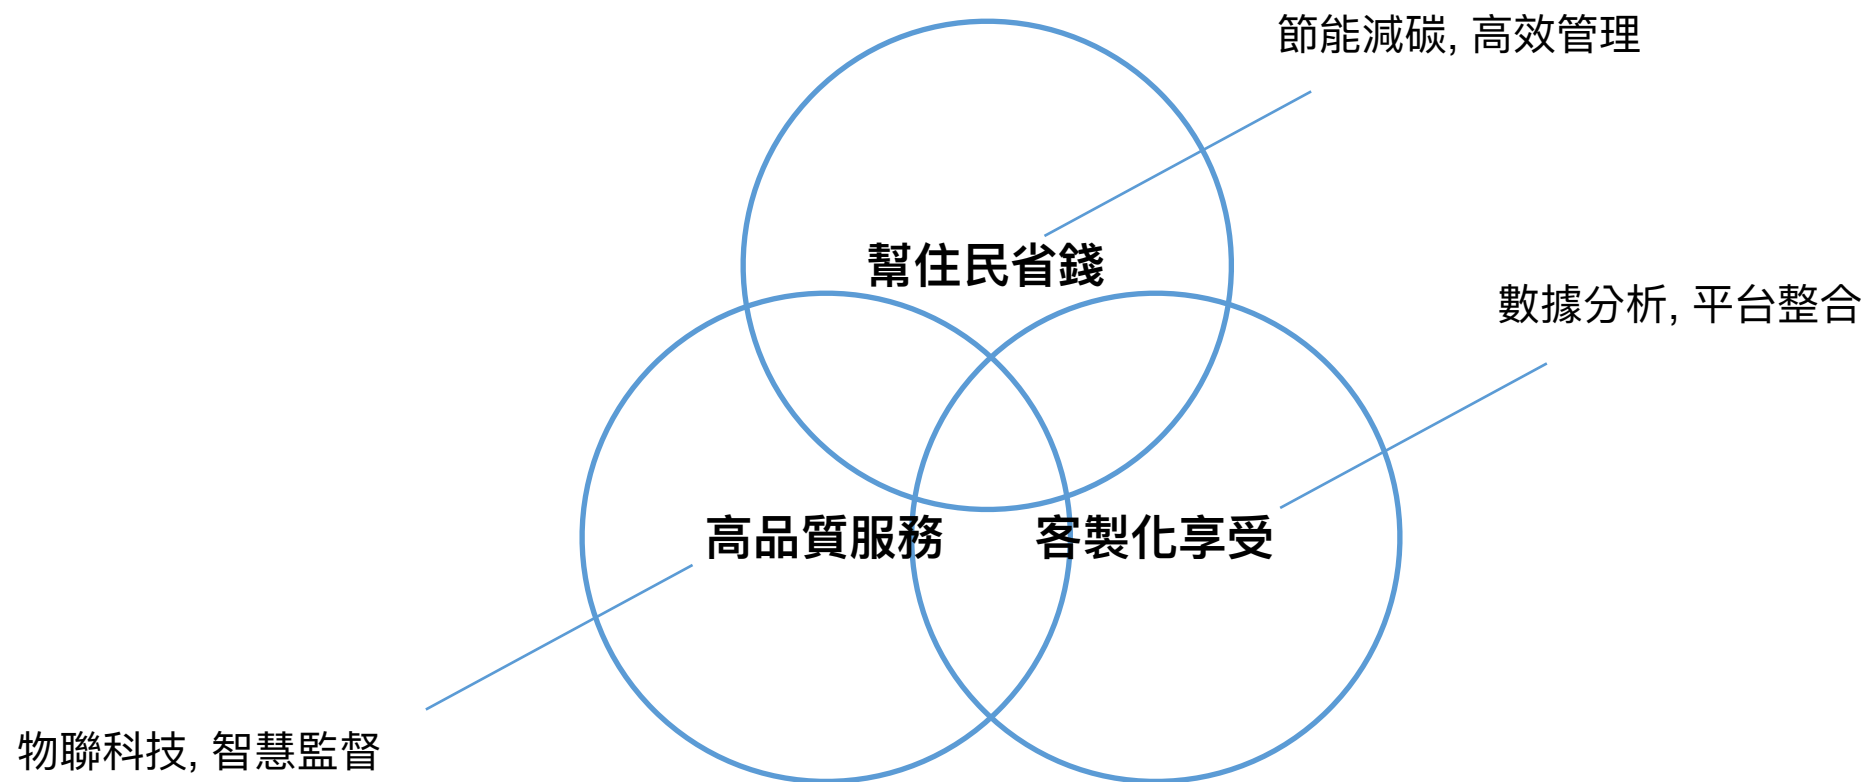 節能減碳, 高效管理
幫住民省錢
數據分析, 平台整合
高品質服務
客製化享受
物聯科技, 智慧監督